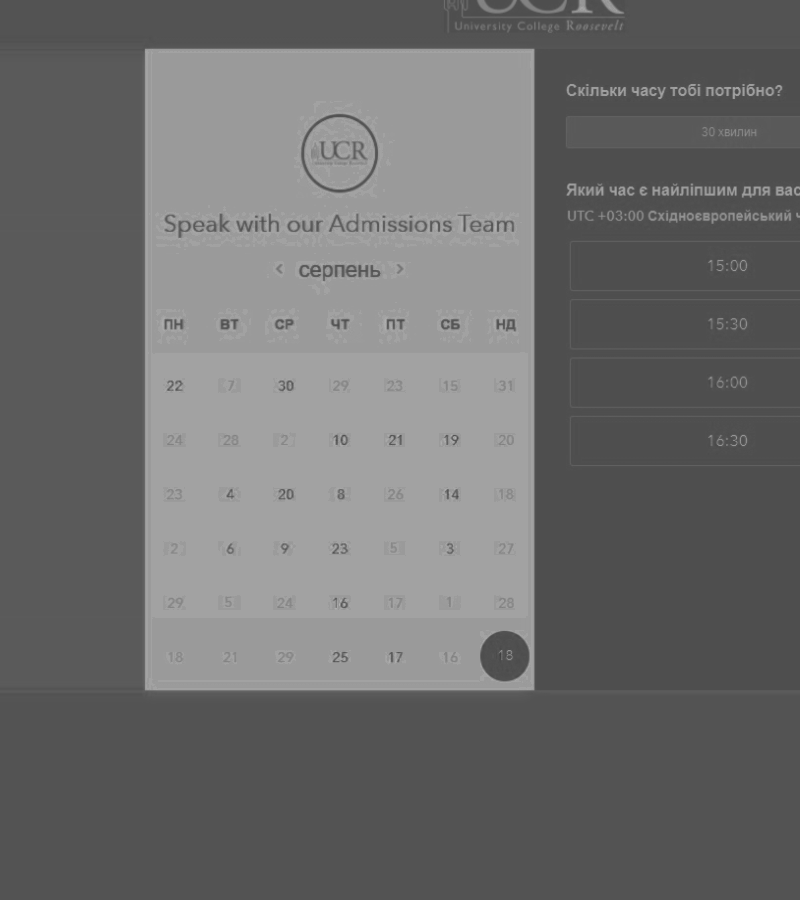 UCR
University College Roosevelt
UCR
Speak with our Admissions Team
‹ серпень ›
ПН ВТ СР ЧТ ПТ СБ НД
22 7 30 29 23 15 31
24 28 2 10 21 19 20
23 4 20 8 26 14 18
2 6 9 23 5 3 27
29 5 24 16 17 1 28
18 21 29 25 17 16 18
Скільки часу тобі потрібно?
30 хвилин
Який час є найліпшим для вас
UTC +03:00 Східноєвропейський ч
15:00
15:30
16:00
16:30